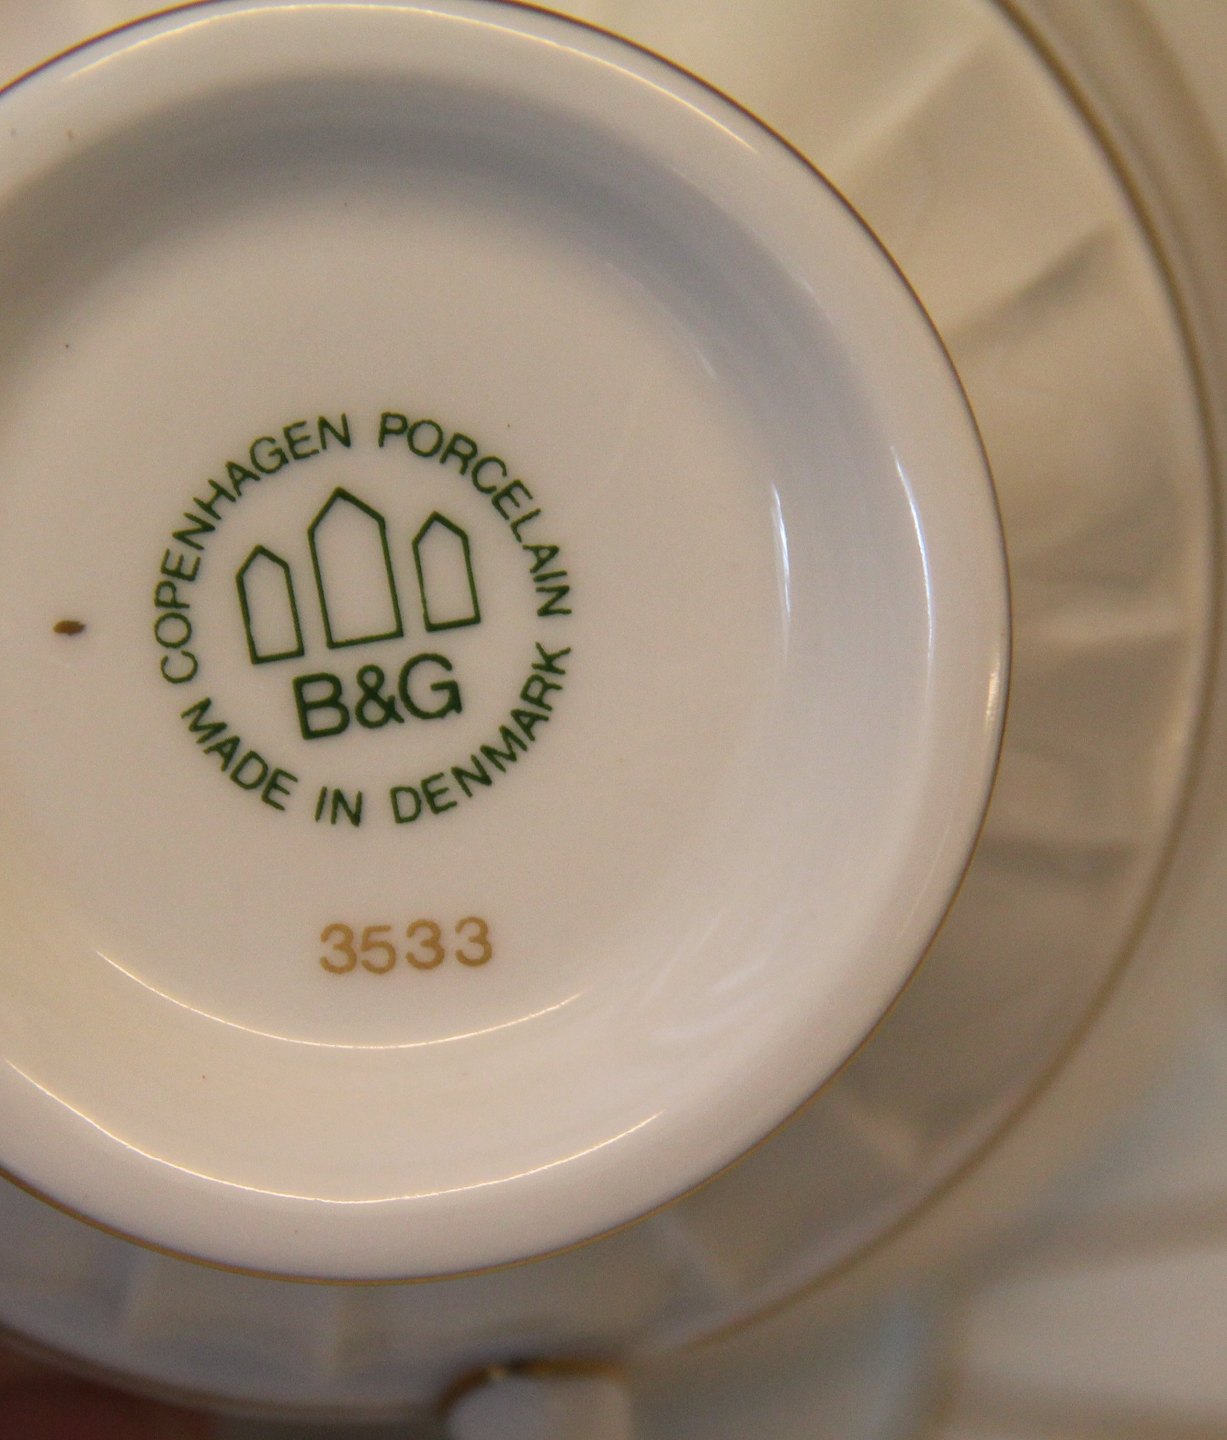 COPENHAGEN PORCELAIN
B&G
MADE IN DENMARK
3533